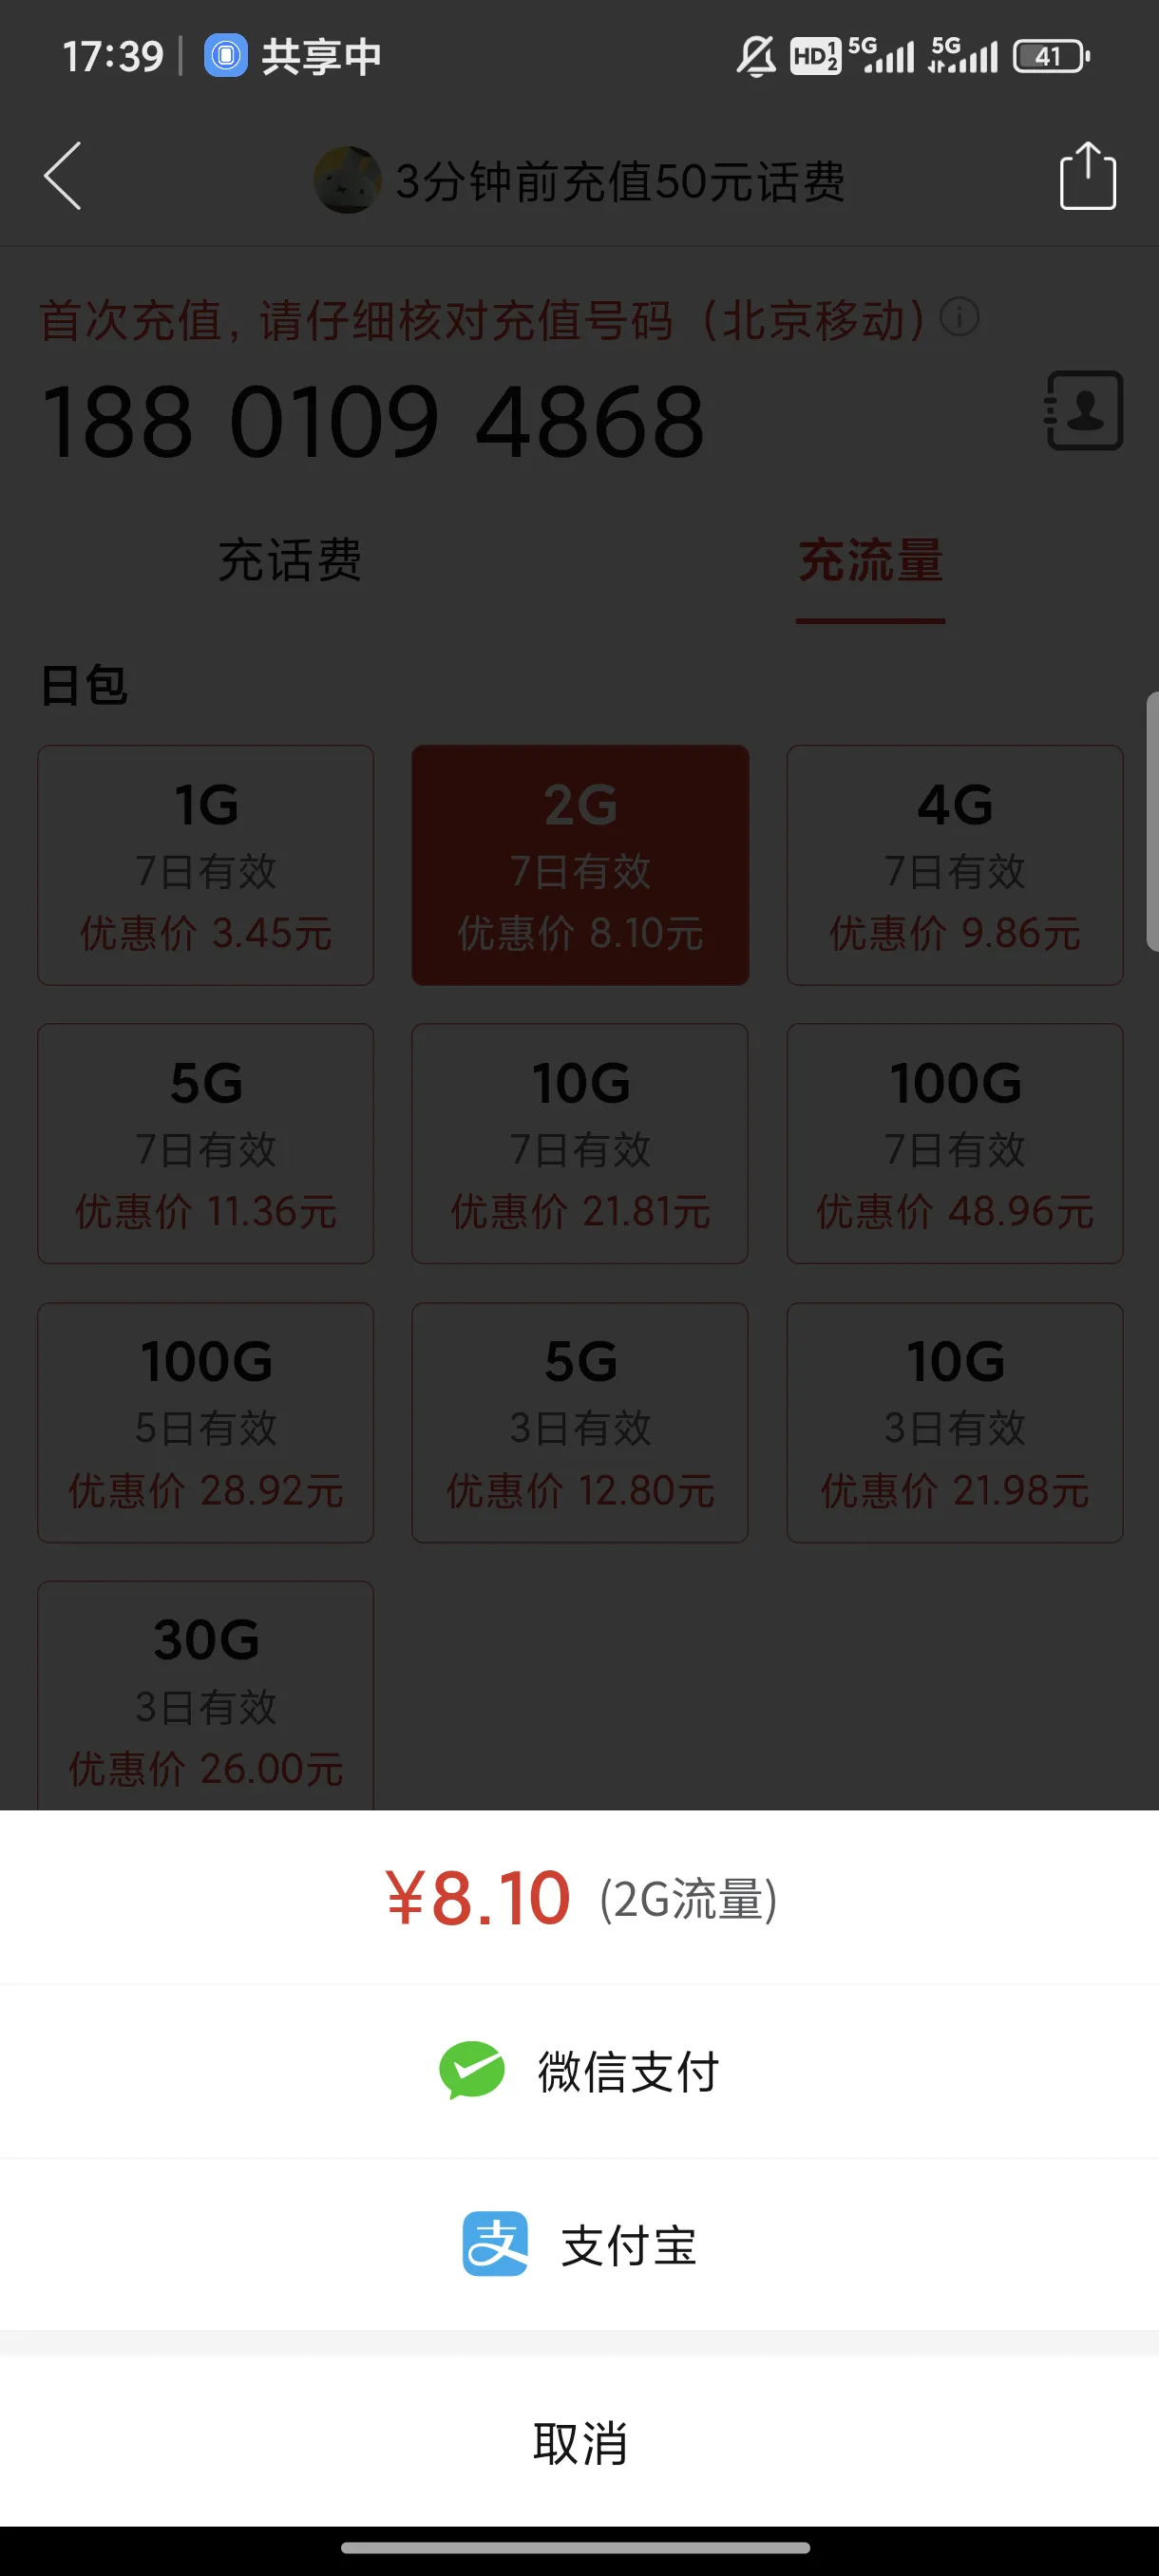 17:39 共享中 HD 1 2 5G 5G 41
3分钟前充值50元话费
首次充值，请仔细核对充值号码（北京移动）
188 0109 4868
充话费 充流量
日包
1G 2G 4G
7日有效 7日有效 7日有效
优惠价 3.45元 优惠价 8.10元 优惠价 9.86元
5G 10G 100G
7日有效 7日有效 7日有效
优惠价 11.36元 优惠价 21.81元 优惠价 48.96元
100G 5G 10G
5日有效 3日有效 3日有效
优惠价 28.92元 优惠价 12.80元 优惠价 21.98元
30G
3日有效
优惠价 26.00元
¥8.10 (2G流量)
微信支付
支 支付宝
取消